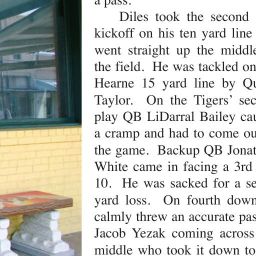 a pass.
Diles took the second
kickoff on his ten yard line
went straight up the middle
the field. He was tackled on
Hearne 15 yard line by Qu
Taylor. On the Tigers' sec
play QB LiDarral Bailey cau
a cramp and had to come ou
the game. Backup QB Jonat
White came in facing a 3rd
10. He was sacked for a se
yard loss. On fourth down
calmly threw an accurate pas
Jacob Yezak coming across
middle who took it down to